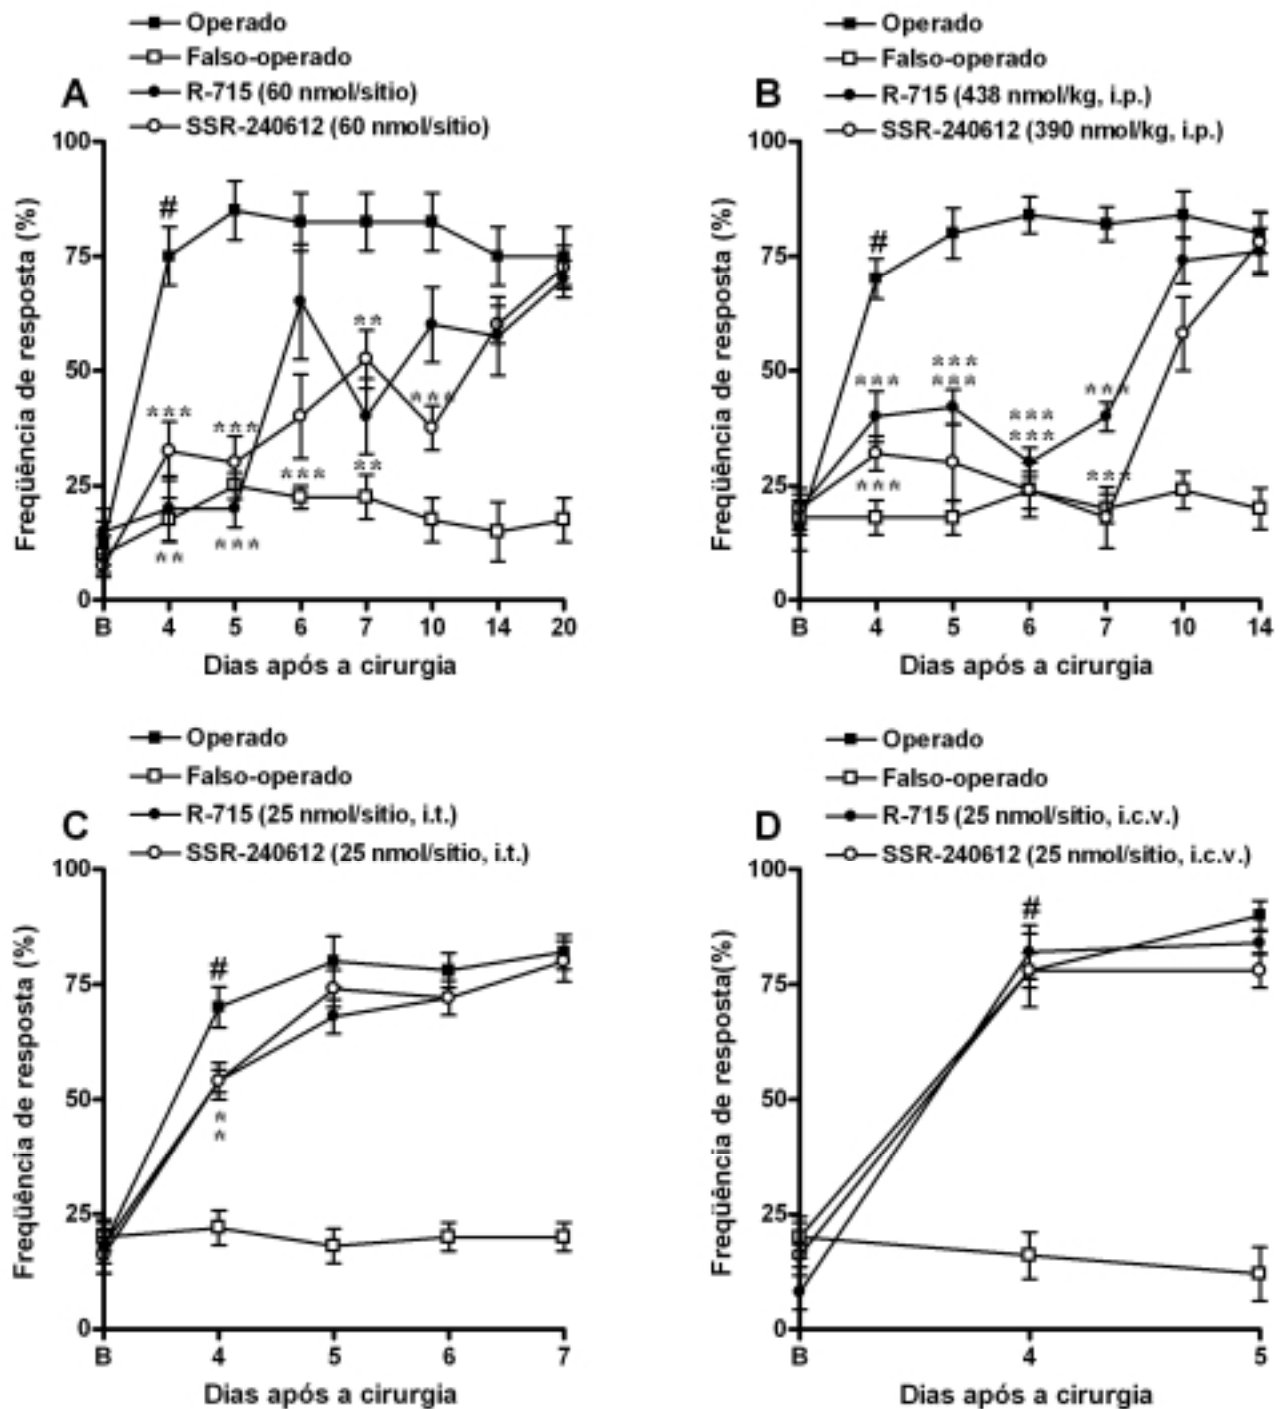 Operado
Falso-operado
R-715 (60 nmol/sítio)
SSR-240612 (60 nmol/sítio)
A
100
75
50
25
0
Freqüência de resposta (%)
#
***
**
***
***
***
**
**
***
B 4 5 6 7 10 14 20
Dias após a cirurgia
Operado
Falso-operado
R-715 (438 nmol/kg, i.p.)
SSR-240612 (390 nmol/kg, i.p.)
B
100
75
50
25
0
Freqüência de resposta (%)
#
***
***
***
***
***
***
***
***
B 4 5 6 7 10 14
Dias após a cirurgia
Operado
Falso-operado
R-715 (25 nmol/sítio, i.t.)
SSR-240612 (25 nmol/sítio, i.t.)
C
100
75
50
25
0
Freqüência de resposta (%)
#
*
*
B 4 5 6 7
Dias após a cirurgia
Operado
Falso-operado
R-715 (25 nmol/sítio, i.c.v.)
SSR-240612 (25 nmol/sítio, i.c.v.)
D
100
75
50
25
0
Freqüência de resposta(%)
#
B 4 5
Dias após a cirurgia